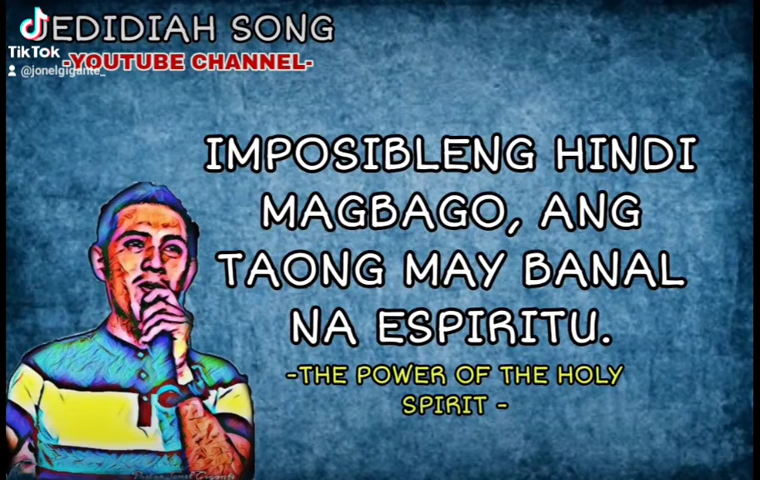 JEDIDIAH SONG
TikTok
-YOUTUBE CHANNEL-
@jonelgigante_
IMPOSIBLENG HINDI
MAGBAGO, ANG
TAONG MAY BANAL
NA ESPIRITU.
-THE POWER OF THE HOLY
SPIRIT -